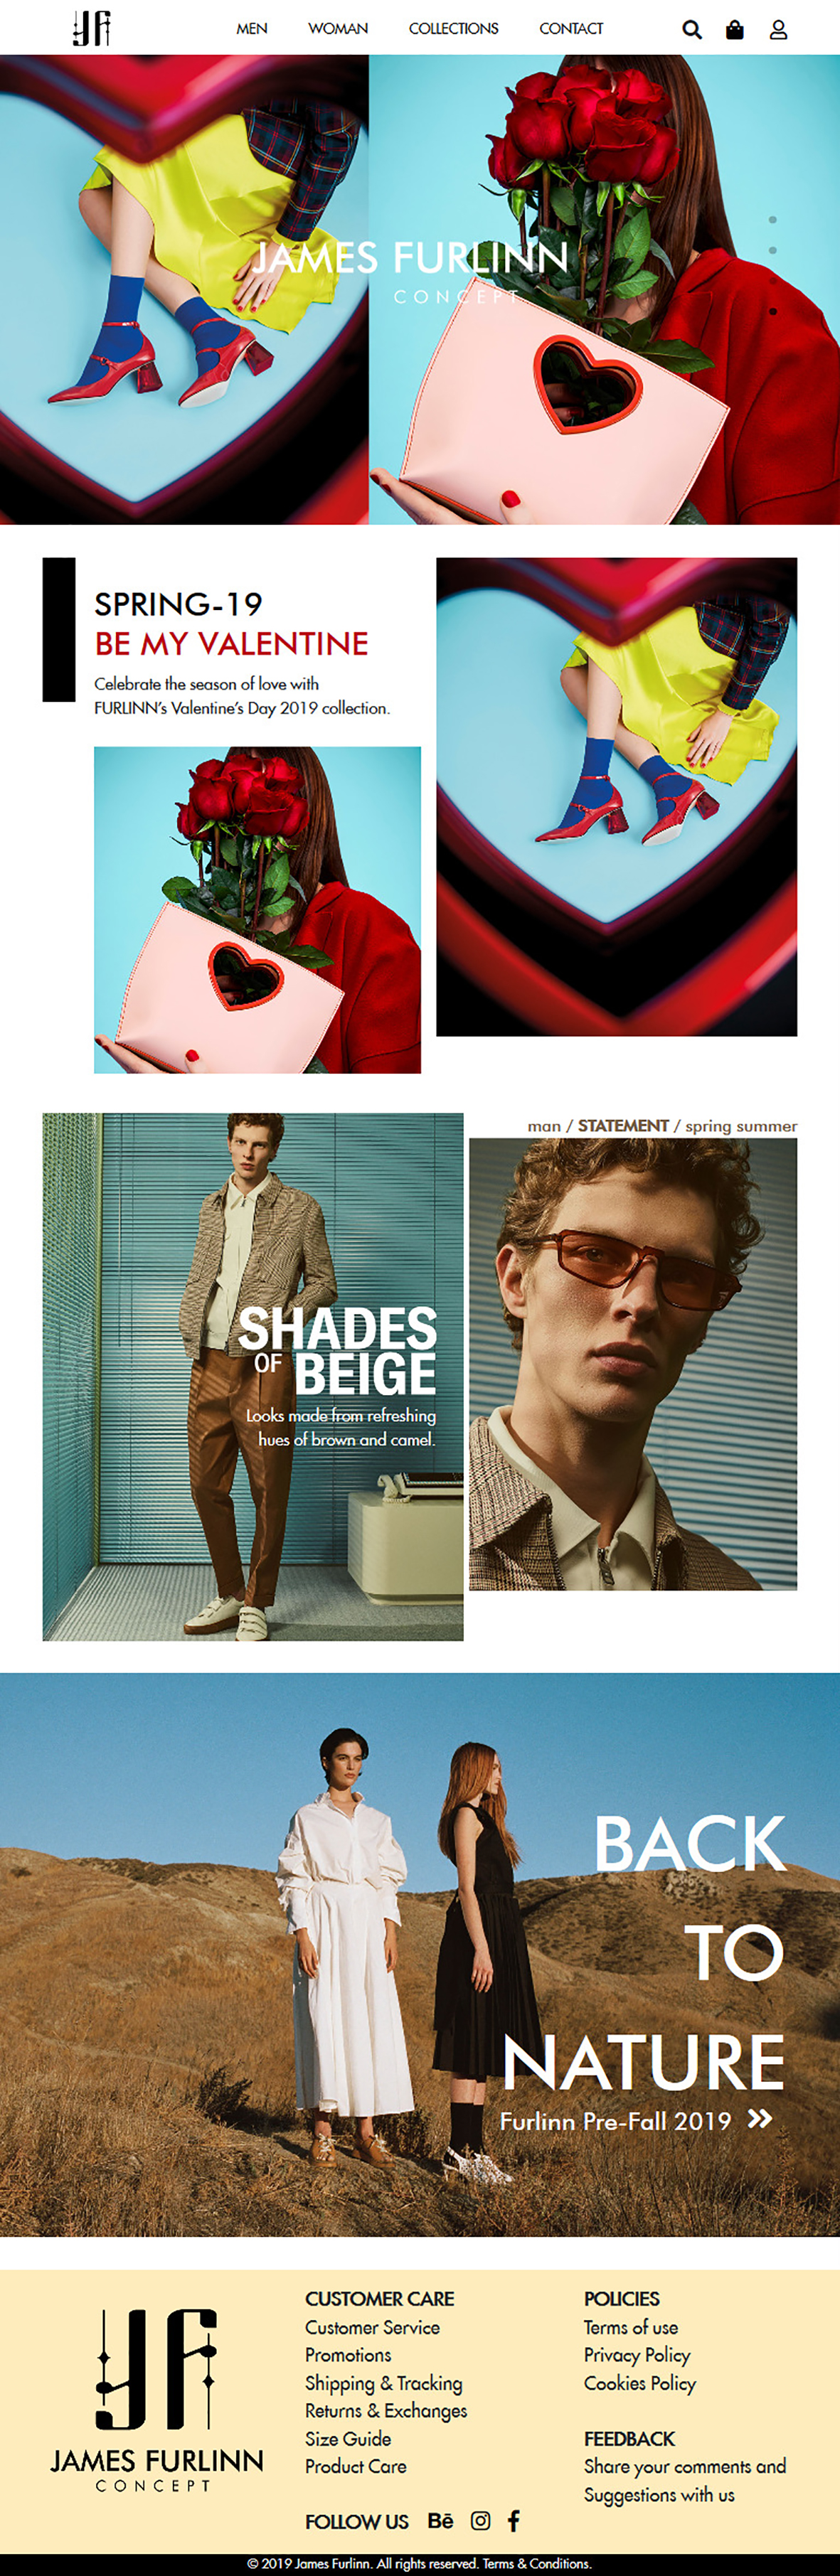 MEN WOMAN COLLECTIONS CONTACT
JAMES FURLINN
CONCEPT
SPRING-19
BE MY VALENTINE
Celebrate the season of love with
FURLINN's Valentine's Day 2019 collection.
man / STATEMENT / spring summer
SHADES
OF BEIGE
Looks made from refreshing
hues of brown and camel.
BACK
TO
NATURE
Furlinn Pre-Fall 2019
JAMES FURLINN
CONCEPT
CUSTOMER CARE
Customer Service
Promotions
Shipping & Tracking
Returns & Exchanges
Size Guide
Product Care
FOLLOW US Bē
POLICIES
Terms of use
Privacy Policy
Cookies Policy
FEEDBACK
Share your comments and
Suggestions with us
© 2019 James Furlinn. All rights reserved. Terms & Conditions.